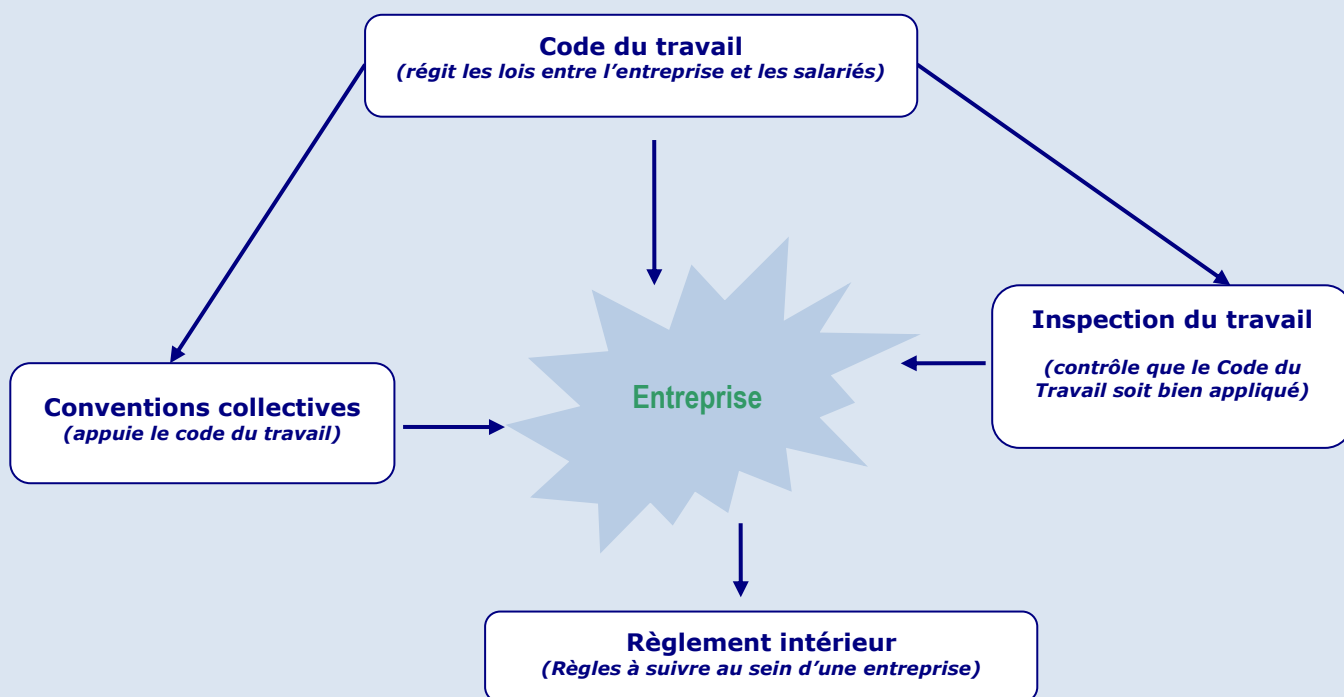 Code du travail
(régit les lois entre l’entreprise et les salariés)
Inspection du travail
(contrôle que le Code du
Travail soit bien appliqué)
Conventions collectives
(appuie le code du travail)
Entreprise
Règlement intérieur
(Règles à suivre au sein d’une entreprise)